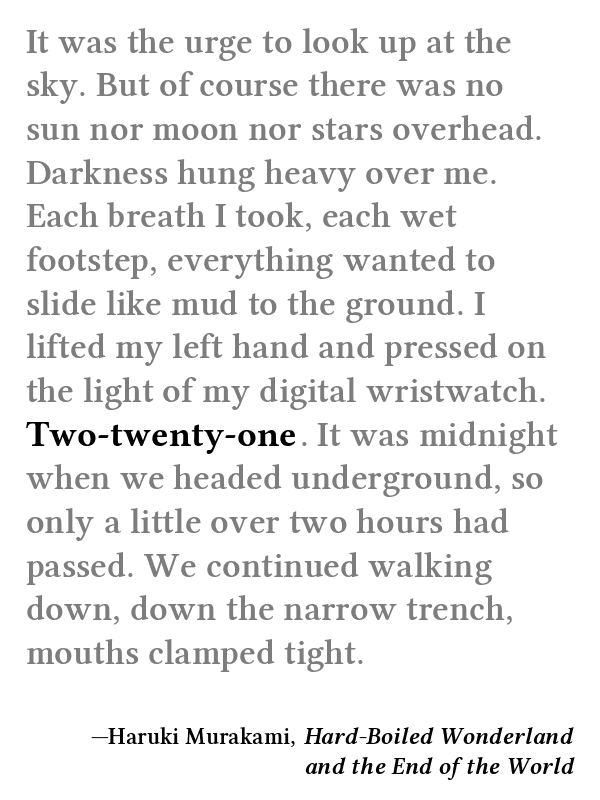 It was the urge to look up at the
sky. But of course there was no
sun nor moon nor stars overhead.
Darkness hung heavy over me.
Each breath I took, each wet
footstep, everything wanted to
slide like mud to the ground. I
lifted my left hand and pressed on
the light of my digital wristwatch.
Two-twenty-one. It was midnight
when we headed underground, so
only a little over two hours had
passed. We continued walking
down, down the narrow trench,
mouths clamped tight.
—Haruki Murakami, Hard-Boiled Wonderland
and the End of the World